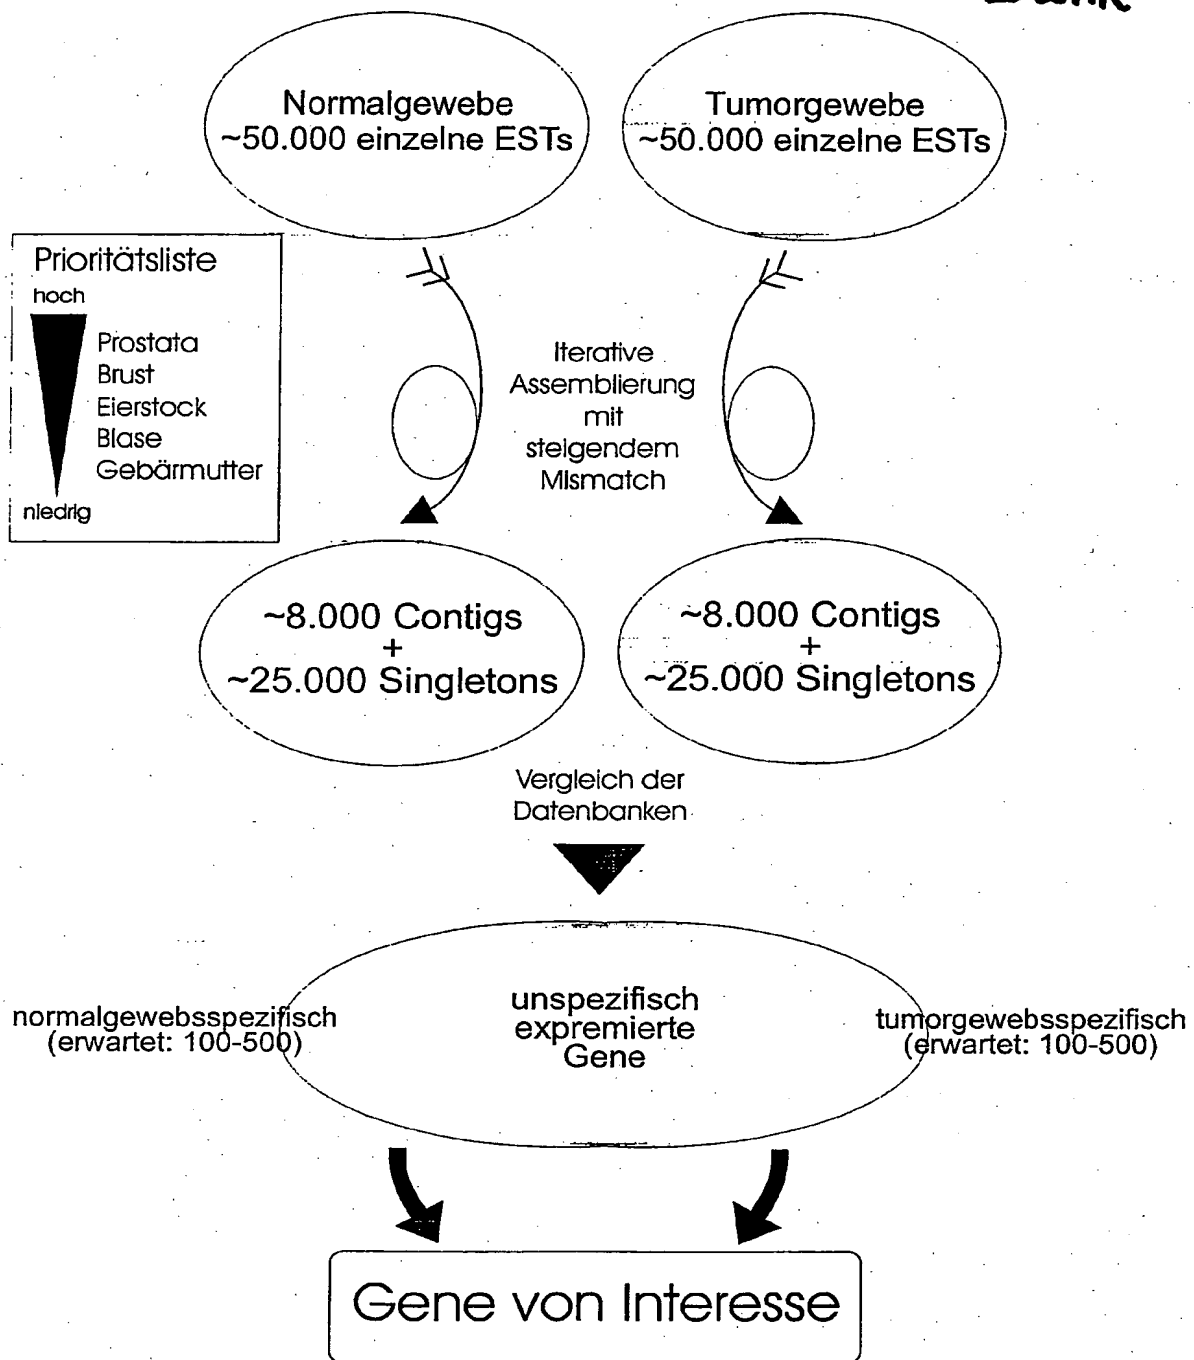 Normalgewebe
~50.000 einzelne ESTs
Tumorgewebe
~50.000 einzelne ESTs
Prioritätsliste
hoch
Prostata
Brust
Eierstock
Blase
Gebärmutter
niedrig
Iterative
Assemblierung
mit
steigendem
Mismatch
~8.000 Contigs
+
~25.000 Singletons
~8.000 Contigs
+
~25.000 Singletons
Vergleich der
Datenbanken
normalgewebsspezifisch
(erwartet: 100-500)
unspezifisch
expremierte
Gene
tumorgewebsspezifisch
(erwartet: 100-500)
Gene von Interesse